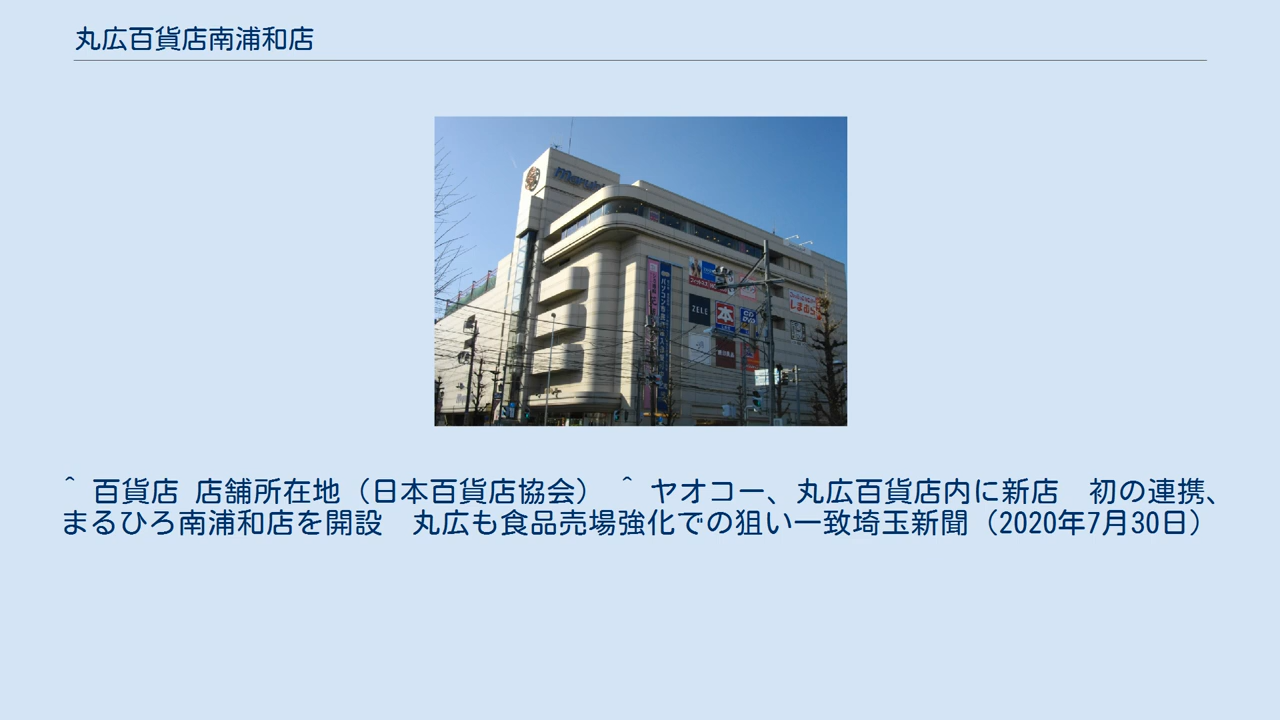 丸広百貨店南浦和店
ZELE
本
CD
DVD
^ 百貨店 店舗所在地（日本百貨店協会） ^ ヤオコー、丸広百貨店内に新店　初の連携、
まるひろ南浦和店を開設　丸広も食品売場強化での狙い一致埼玉新聞（2020年7月30日）